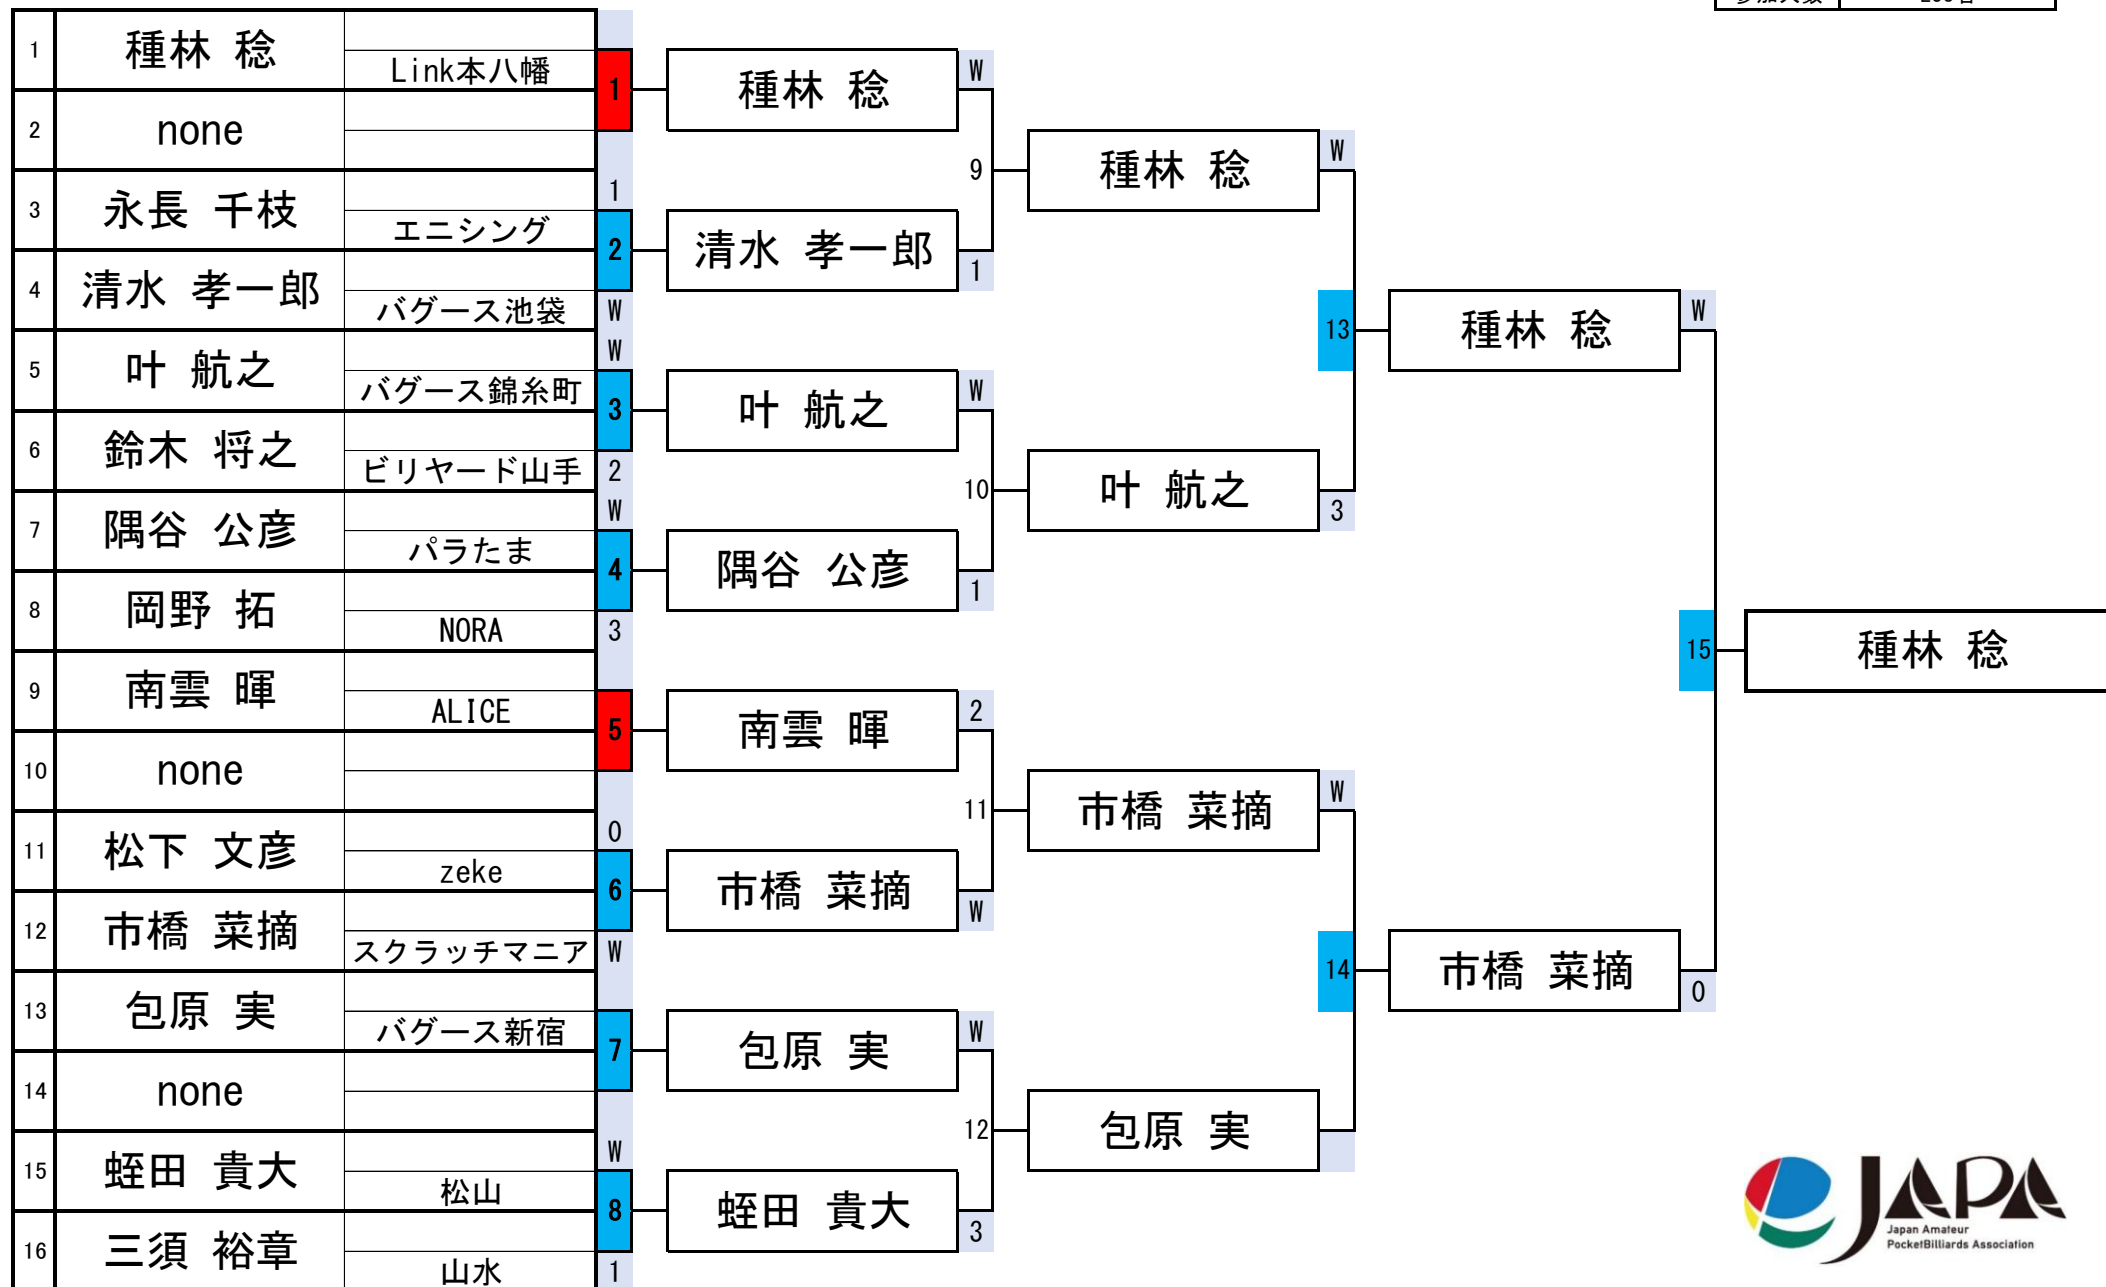 1 種林 稔 Link本八幡
2 none
3 永長 千枝 エニシング 1
4 清水 孝一郎 バグース池袋 W
5 叶 航之 バグース錦糸町 W
6 鈴木 将之 ビリヤード山手 2
7 隅谷 公彦 パラたま W
8 岡野 拓 NORA 3
9 南雲 暉 ALICE
10 none
11 松下 文彦 zeke 0
12 市橋 菜摘 スクラッチマニア W
13 包原 実 バグース新宿
14 none
15 蛭田 貴大 松山 W
16 三須 裕章 山水 1
1 種林 稔 W
2 清水 孝一郎 1
3 叶 航之 W
4 隅谷 公彦 1
5 南雲 暉 2
6 市橋 菜摘 W
7 包原 実 W
8 蛭田 貴大 3
9 種林 稔 W
10 叶 航之 3
11 市橋 菜摘 W
12 包原 実
13 種林 稔 W
14 市橋 菜摘 0
15 種林 稔
JAPA
Japan Amateur
PocketBilliards Association